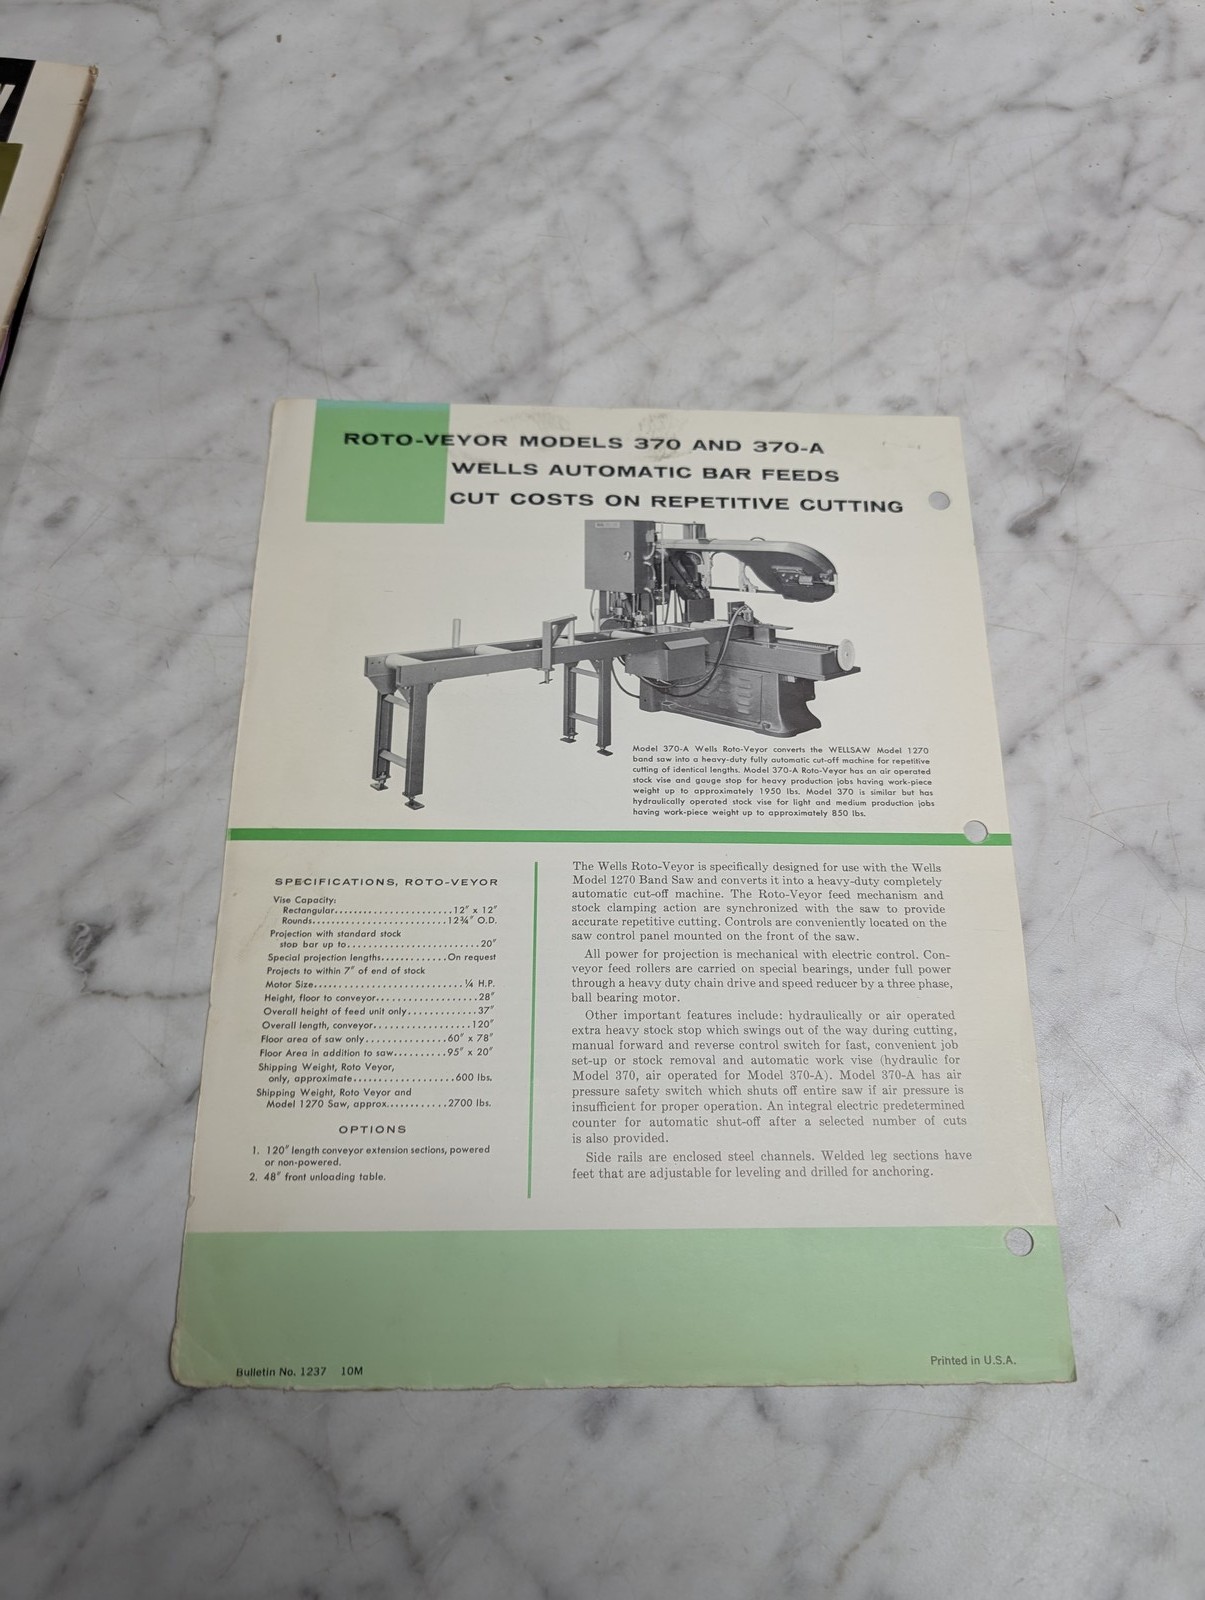 ROTO-VEYOR MODELS 370 AND 370-A
WELLS AUTOMATIC BAR FEEDS
CUT COSTS ON REPETITIVE CUTTING
Model 370-A Wells Roto-Veyor converts the WELLSAW Model 1270
band saw into a heavy-duty fully automatic cut-off machine for repetitive
cutting of identical lengths. Model 370-A Roto-Veyor has an air operated
stock vise and gauge stop for heavy production jobs having work-piece
weight up to approximately 1950 lbs. Model 370 is similar but has
hydraulically operated stock vise for light and medium production jobs
having work-piece weight up to approximately 850 lbs.
SPECIFICATIONS, ROTO-VEYOR
Vise Capacity:
Rectangular.......................12" x 12"
Rounds.........................12¾" O.D.
Projection with standard stock
stop bar up to..........................20"
Special projection lengths.............On request
Projects to within 7" of end of stock
Motor Size............................¼ H.P.
Height, floor to conveyor....................28"
Overall height of feed unit only.............37"
Overall length, conveyor..................120"
Floor area of saw only...............60" x 78"
Floor Area in addition to saw..........95" x 20"
Shipping Weight, Roto Veyor,
only, approximate...................600 lbs.
Shipping Weight, Roto Veyor and
Model 1270 Saw, approx............2700 lbs.
OPTIONS
1. 120" length conveyor extension sections, powered
or non-powered.
2. 48" front unloading table.
The Wells Roto-Veyor is specifically designed for use with the Wells
Model 1270 Band Saw and converts it into a heavy-duty completely
automatic cut-off machine. The Roto-Veyor feed mechanism and
stock clamping action are synchronized with the saw to provide
accurate repetitive cutting. Controls are conveniently located on the
saw control panel mounted on the front of the saw.
All power for projection is mechanical with electric control. Con-
veyor feed rollers are carried on special bearings, under full power
through a heavy duty chain drive and speed reducer by a three phase,
ball bearing motor.
Other important features include: hydraulically or air operated
extra heavy stock stop which swings out of the way during cutting,
manual forward and reverse control switch for fast, convenient job
set-up or stock removal and automatic work vise (hydraulic for
Model 370, air operated for Model 370-A). Model 370-A has air
pressure safety switch which shuts off entire saw if air pressure is
insufficient for proper operation. An integral electric predetermined
counter for automatic shut-off after a selected number of cuts
is also provided.
Side rails are enclosed steel channels. Welded leg sections have
feet that are adjustable for leveling and drilled for anchoring.
Bulletin No. 1237 10M
Printed in U.S.A.